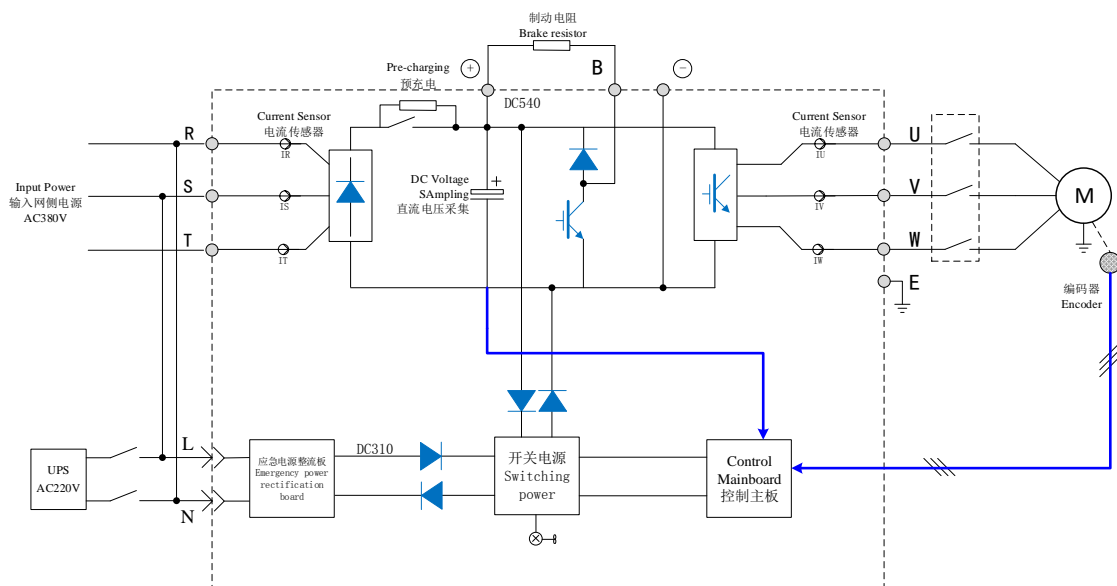 制动电阻
Brake resistor
Pre-charging
预充电
+
B
−
DC540
Current Sensor
电流传感器
Current Sensor
电流传感器
R
IR
IU
U
Input Power
输入网侧电源
AC380V
S
IS
DC Voltage
SAmpling
直流电压采集
+
IV
V
M
T
IT
IW
W
E
编码器
Encoder
UPS
AC220V
L
N
应急电源整流板
Emergency power
rectification
board
DC310
开关电源
Switching
power
Control
Mainboard
控制主板